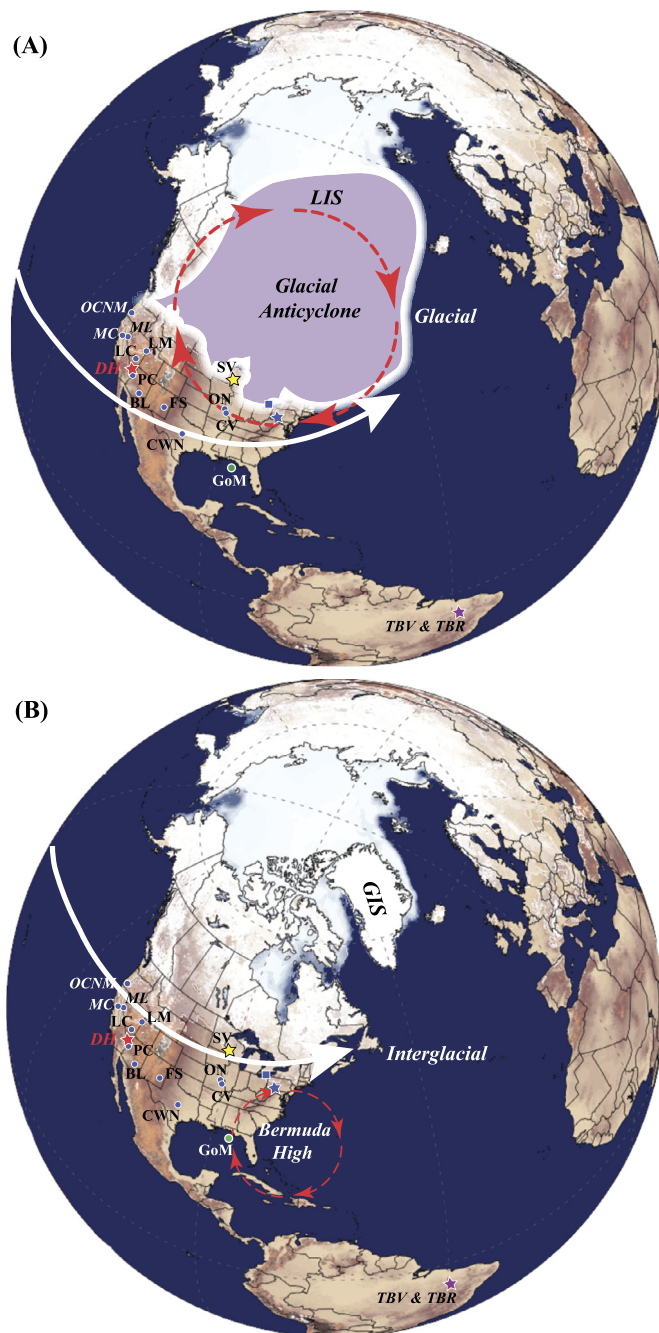 (A)
LIS
Glacial
Anticyclone
Glacial
OCNM
MC
ML
LC
LM
DH
PC
BL
FS
SV
ON
CV
CWN
GoM
TBV & TBR
(B)
GIS
OCNM
MC
ML
LC
LM
DH
PC
BL
FS
SV
ON
CV
CWN
Interglacial
GoM
Bermuda
High
TBV & TBR